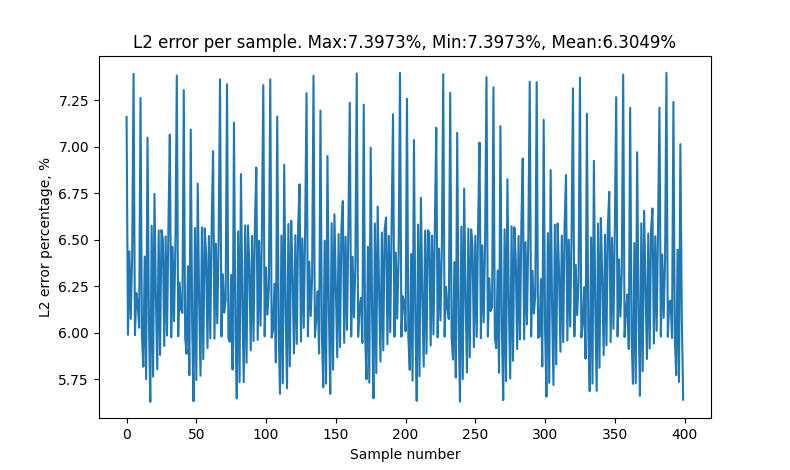 L2 error per sample. Max:7.3973%, Min:7.3973%, Mean:6.3049%
L2 error percentage, %
7.25
7.00
6.75
6.50
6.25
6.00
5.75
0 50 100 150 200 250 300 350 400
Sample number